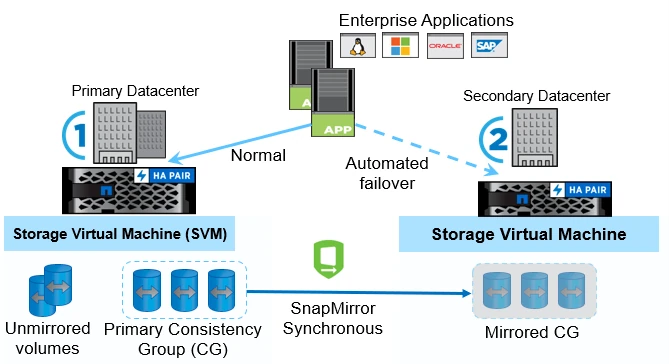 Enterprise Applications
ORACLE
SAP
Primary Datacenter
Secondary Datacenter
1
APP
APP
2
Normal
Automated
failover
HA PAIR
HA PAIR
Storage Virtual Machine (SVM)
Storage Virtual Machine
Unmirrored
volumes
Primary Consistency
Group (CG)
SnapMirror
Synchronous
Mirrored CG